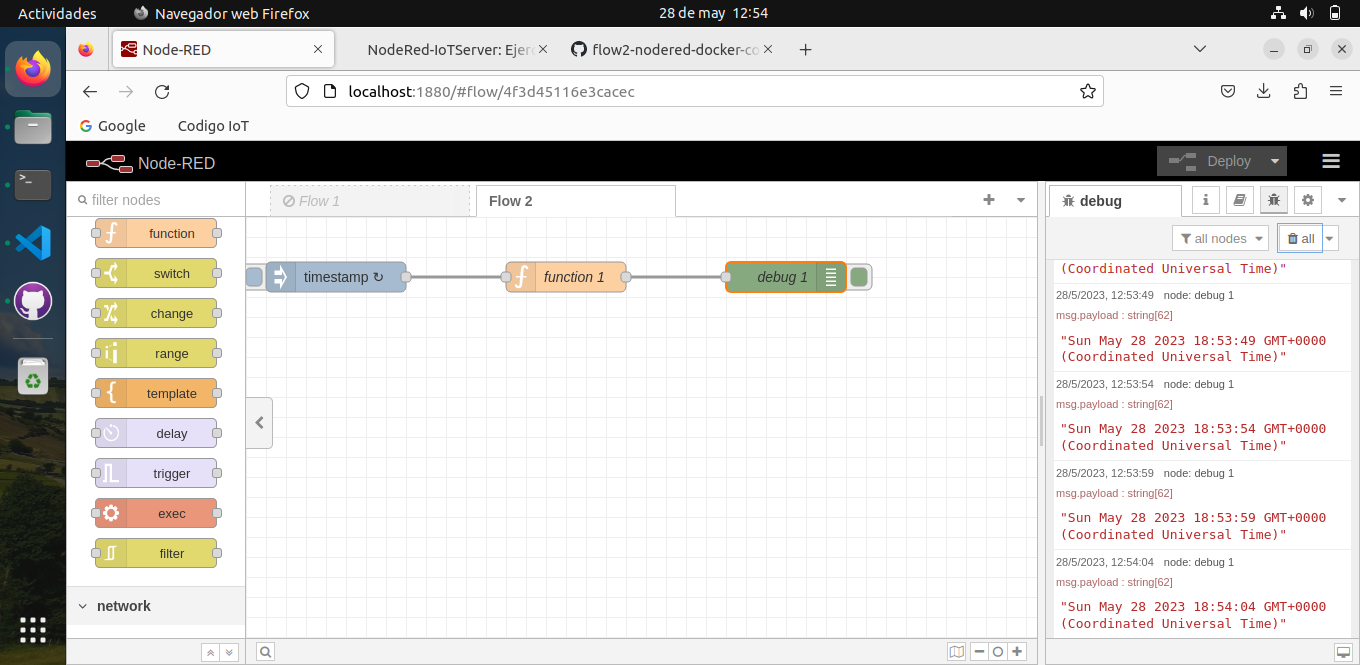 Actividades
Navegador web Firefox
28 de may 12:54
Node-RED
NodeRed-IoTServer: Ejer
flow2-nodered-docker-co
localhost:1880/#flow/4f3d45116e3cacec
Google
Codigo IoT
Node-RED
Deploy
filter nodes
Flow 1
Flow 2
debug
all nodes
all
function
switch
change
range
template
delay
trigger
exec
filter
network
timestamp ↻
function 1
debug 1
(Coordinated Universal Time)"
28/5/2023, 12:53:49 node: debug 1
msg.payload : string[62]
"Sun May 28 2023 18:53:49 GMT+0000
(Coordinated Universal Time)"
28/5/2023, 12:53:54 node: debug 1
msg.payload : string[62]
"Sun May 28 2023 18:53:54 GMT+0000
(Coordinated Universal Time)"
28/5/2023, 12:53:59 node: debug 1
msg.payload : string[62]
"Sun May 28 2023 18:53:59 GMT+0000
(Coordinated Universal Time)"
28/5/2023, 12:54:04 node: debug 1
msg.payload : string[62]
"Sun May 28 2023 18:54:04 GMT+0000
(Coordinated Universal Time)"